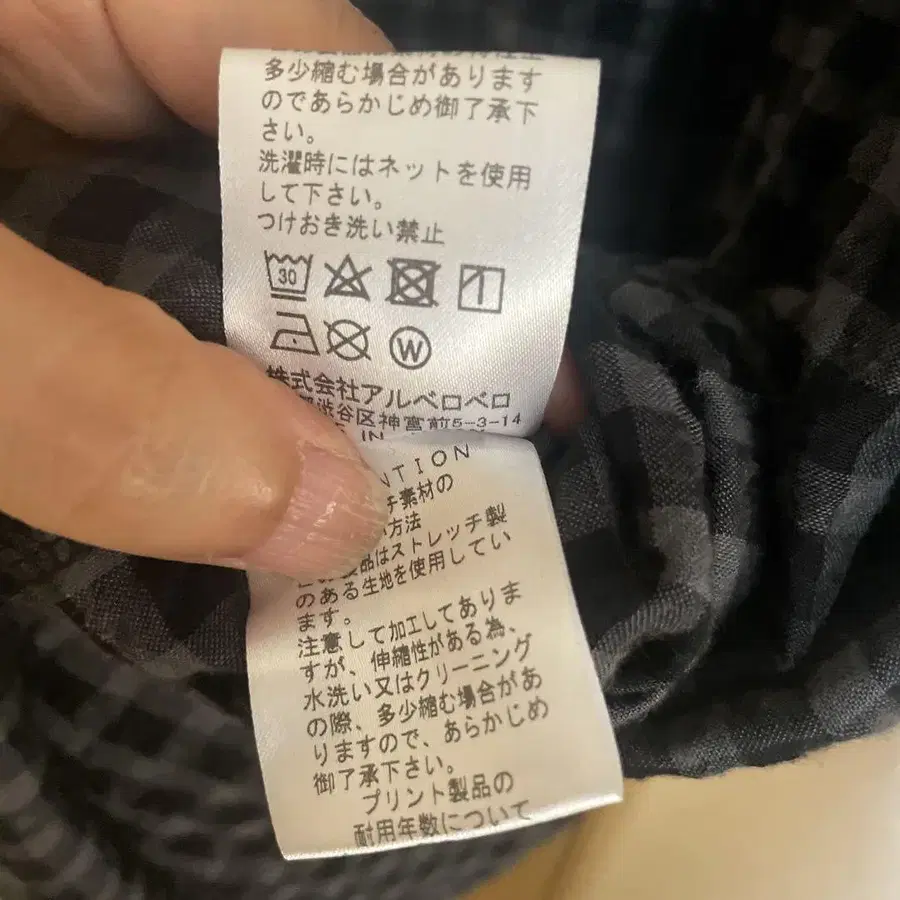 多少縮む場合があります
のであらかじめ御了承下
さい。
洗濯時にはネットを使用
して下さい。
つけおき洗い禁止
30
W
株式会社アルベロベロ
渋谷区神宮前5-3-14
IN
NTION
チ素材の
方法
品はストレッチ製
のある生地を使用してい
ます。
注意して加工してありま
すが、伸縮性がある為、
水洗い又はクリーニング
の際、多少縮む場合があ
りますので、あらかじめ
御了承下さい。
プリント製品の
耐用年数について